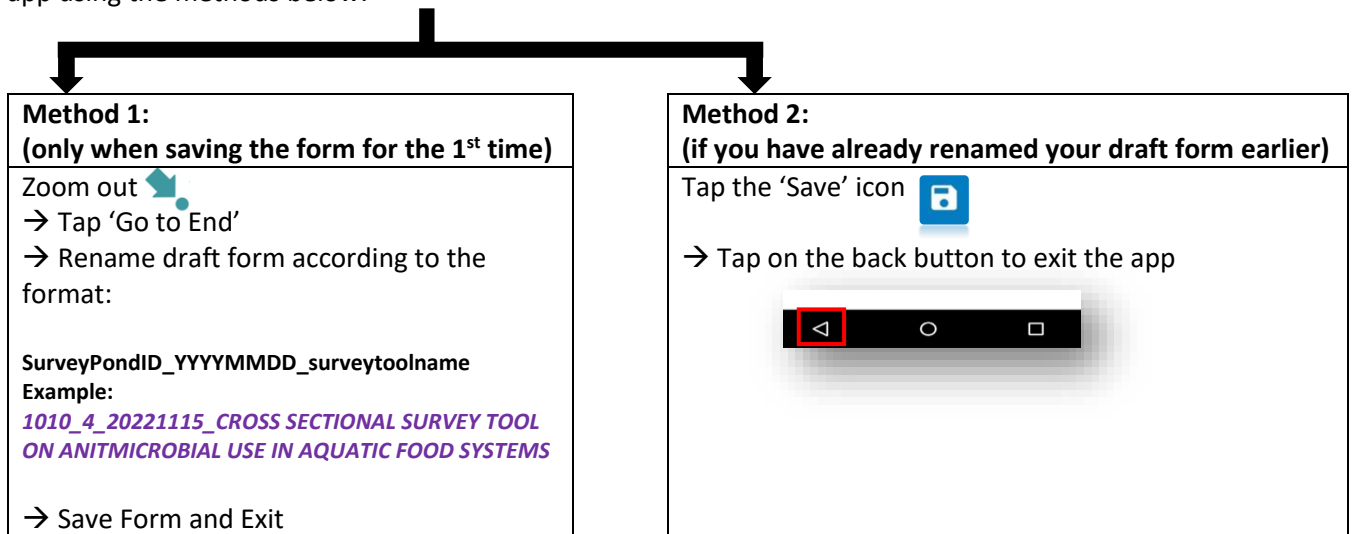 app using the methods below:
Method 1:
(only when saving the form for the 1st time)
Zoom out
→ Tap ‘Go to End’
→ Rename draft form according to the
format:
SurveyPondID_YYYYMMDD_surveytoolname
Example:
1010_4_20221115_CROSS SECTIONAL SURVEY TOOL
ON ANITMICROBIAL USE IN AQUATIC FOOD SYSTEMS
→ Save Form and Exit
Method 2:
(if you have already renamed your draft form earlier)
Tap the ‘Save’ icon
→ Tap on the back button to exit the app